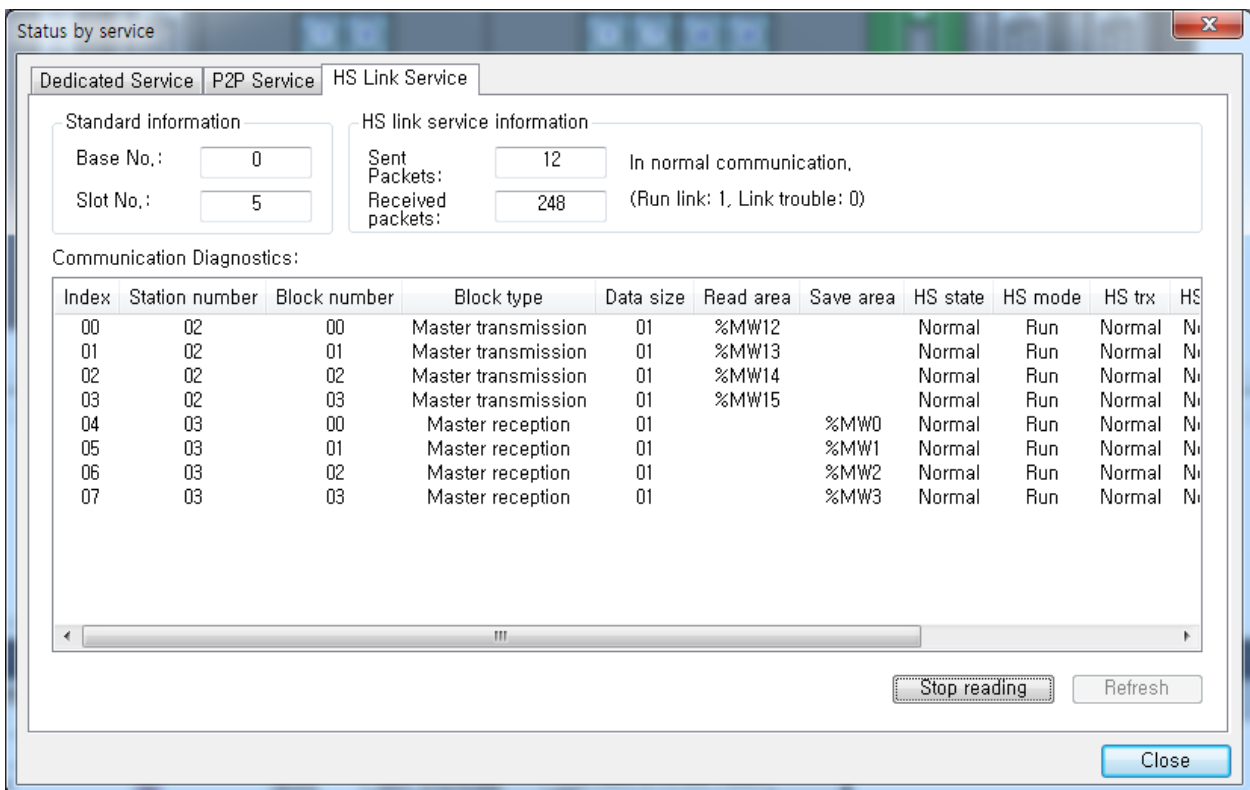 Status by service
Dedicated Service P2P Service HS Link Service
Standard information
Base No.: 0
Slot No.: 5
HS link service information
Sent Packets: 12
Received packets: 248
In normal communication.
(Run link: 1, Link trouble: 0)
Communication Diagnostics:
Index Station number Block number Block type Data size Read area Save area HS state HS mode HS trx HS
00 02 00 Master transmission 01 %MW12 Normal Run Normal
01 02 01 Master transmission 01 %MW13 Normal Run Normal
02 02 02 Master transmission 01 %MW14 Normal Run Normal
03 02 03 Master transmission 01 %MW15 Normal Run Normal
04 03 00 Master reception 01 %MW0 Normal Run Normal
05 03 01 Master reception 01 %MW1 Normal Run Normal
06 03 02 Master reception 01 %MW2 Normal Run Normal
07 03 03 Master reception 01 %MW3 Normal Run Normal
Stop reading Refresh
Close